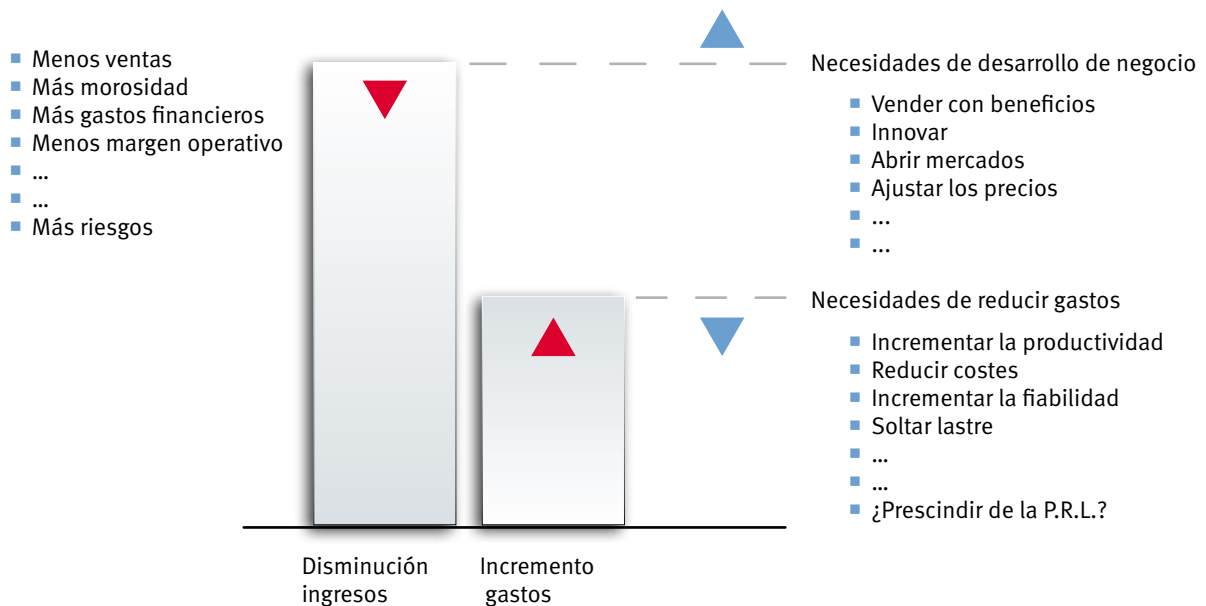 Menos ventas
Más morosidad
Más gastos financieros
Menos margen operativo
...
...
Más riesgos
Necesidades de desarrollo de negocio
Vender con beneficios
Innovar
Abrir mercados
Ajustar los precios
...
...
Necesidades de reducir gastos
Incrementar la productividad
Reducir costes
Incrementar la fiabilidad
Soltar lastre
...
...
¿Prescindir de la P.R.L.?
Disminución
ingresos
Incremento
gastos